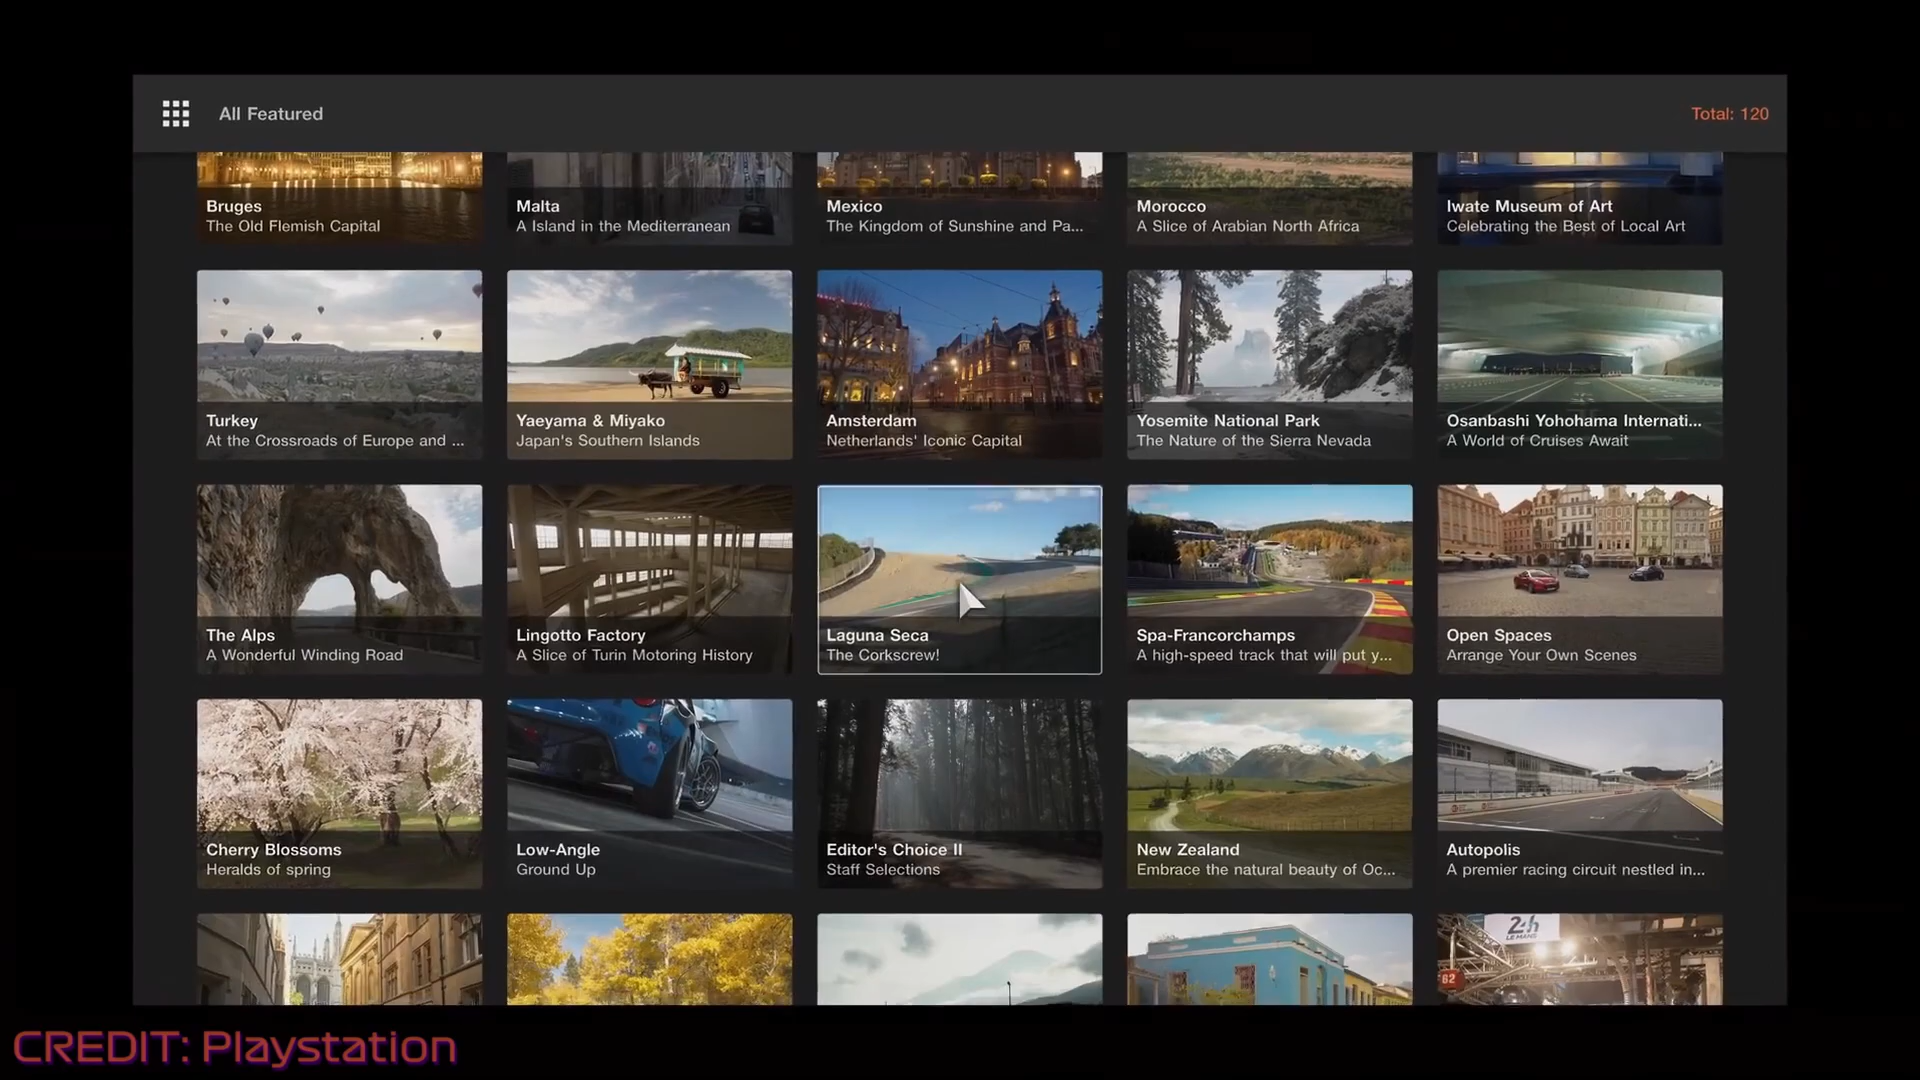 All Featured
Total: 120
Bruges
The Old Flemish Capital
Malta
A Island in the Mediterranean
Mexico
The Kingdom of Sunshine and Pa...
Morocco
A Slice of Arabian North Africa
Iwate Museum of Art
Celebrating the Best of Local Art
Turkey
At the Crossroads of Europe and ...
Yaeyama & Miyako
Japan's Southern Islands
Amsterdam
Netherlands' Iconic Capital
Yosemite National Park
The Nature of the Sierra Nevada
Osanbashi Yohohama Internati...
A World of Cruises Await
The Alps
A Wonderful Winding Road
Lingotto Factory
A Slice of Turin Motoring History
Laguna Seca
The Corkscrew!
Spa-Francorchamps
A high-speed track that will put y...
Open Spaces
Arrange Your Own Scenes
Cherry Blossoms
Heralds of spring
Low-Angle
Ground Up
Editor's Choice II
Staff Selections
New Zealand
Embrace the natural beauty of Oc...
Autopolis
A premier racing circuit nestled in...
24h
LE MANS
62
CREDIT: Playstation